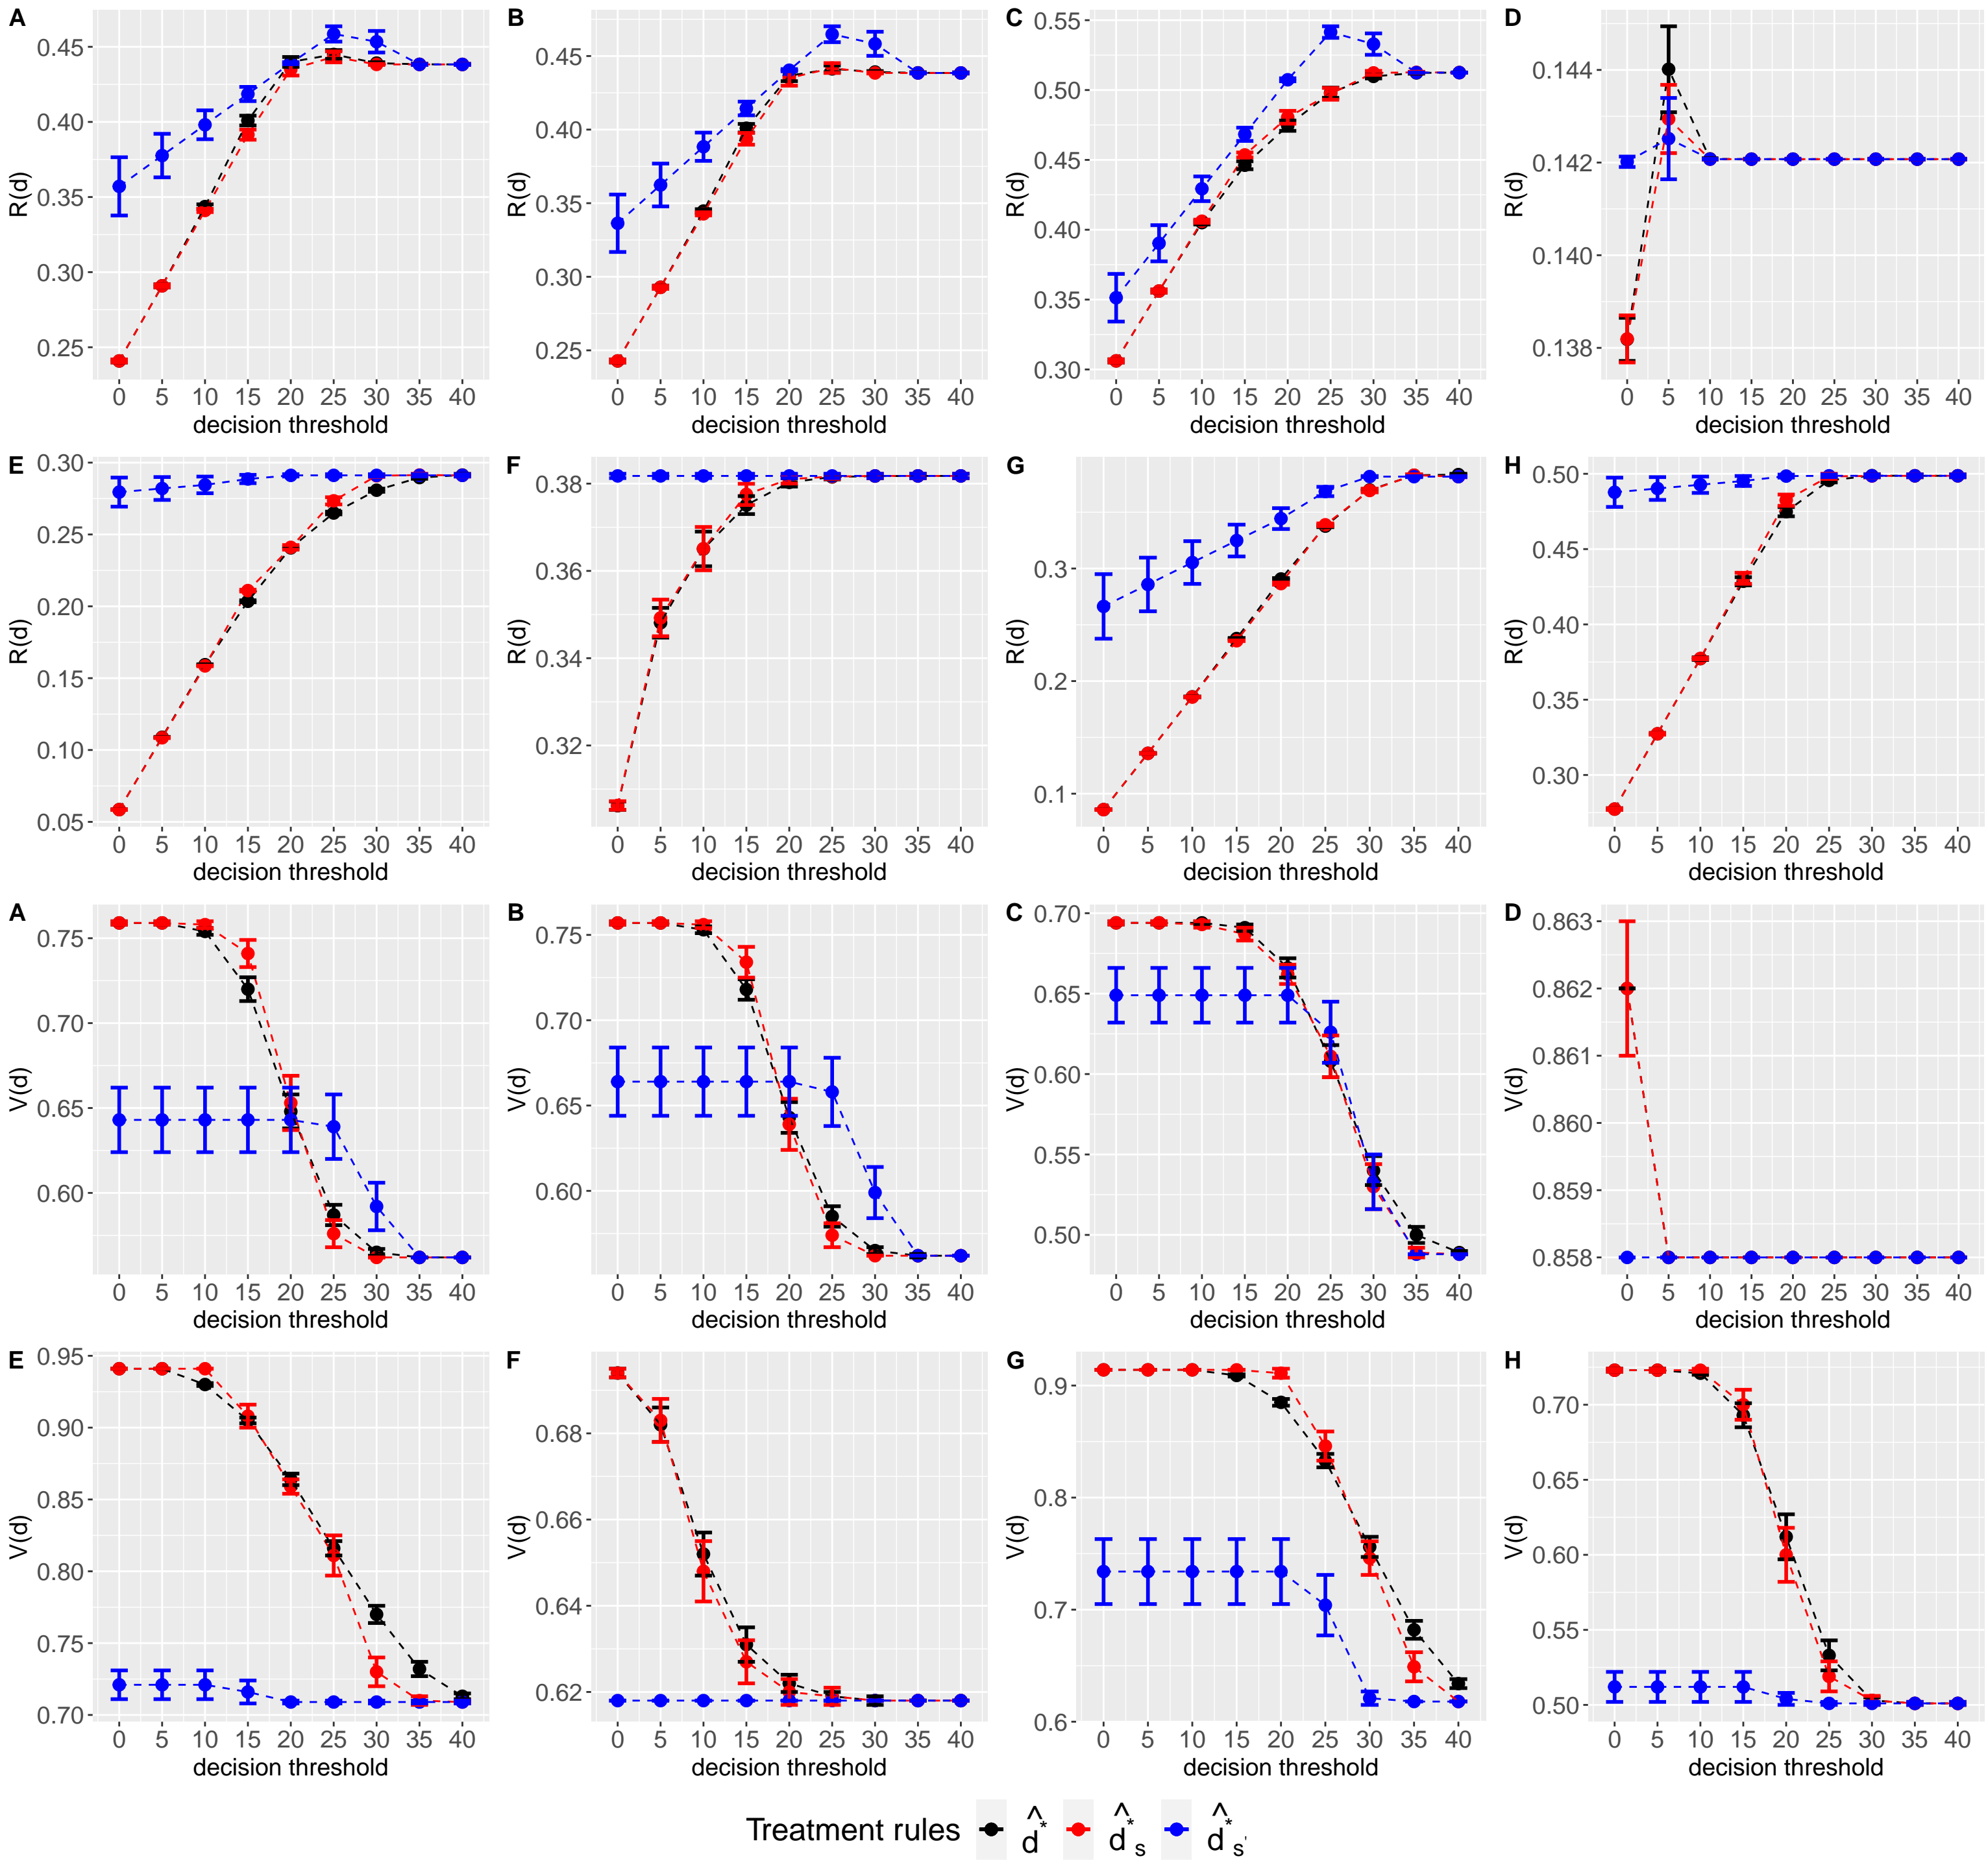 A B C D
R(d) 0.45 0.40 0.35 0.30 0.25
0 5 10 15 20 25 30 35 40
decision threshold
R(d) 0.45 0.40 0.35 0.30 0.25
0 5 10 15 20 25 30 35 40
decision threshold
R(d) 0.55 0.50 0.45 0.40 0.35 0.30
0 5 10 15 20 25 30 35 40
decision threshold
R(d) 0.144 0.142 0.140 0.138
0 5 10 15 20 25 30 35 40
decision threshold
E F G H
R(d) 0.30 0.25 0.20 0.15 0.10 0.05
0 5 10 15 20 25 30 35 40
decision threshold
R(d) 0.38 0.36 0.34 0.32
0 5 10 15 20 25 30 35 40
decision threshold
R(d) 0.3 0.2 0.1
0 5 10 15 20 25 30 35 40
decision threshold
R(d) 0.50 0.45 0.40 0.35 0.30
0 5 10 15 20 25 30 35 40
decision threshold
A B C D
V(d) 0.75 0.70 0.65 0.60
0 5 10 15 20 25 30 35 40
decision threshold
V(d) 0.75 0.70 0.65 0.60
0 5 10 15 20 25 30 35 40
decision threshold
V(d) 0.70 0.65 0.60 0.55 0.50
0 5 10 15 20 25 30 35 40
decision threshold
V(d) 0.863 0.862 0.861 0.860 0.859 0.858
0 5 10 15 20 25 30 35 40
decision threshold
E F G H
V(d) 0.95 0.90 0.85 0.80 0.75 0.70
0 5 10 15 20 25 30 35 40
decision threshold
V(d) 0.68 0.66 0.64 0.62
0 5 10 15 20 25 30 35 40
decision threshold
V(d) 0.9 0.8 0.7 0.6
0 5 10 15 20 25 30 35 40
decision threshold
V(d) 0.70 0.65 0.60 0.55 0.50
0 5 10 15 20 25 30 35 40
decision threshold
Treatment rules d̂* d̂*s d̂*s'